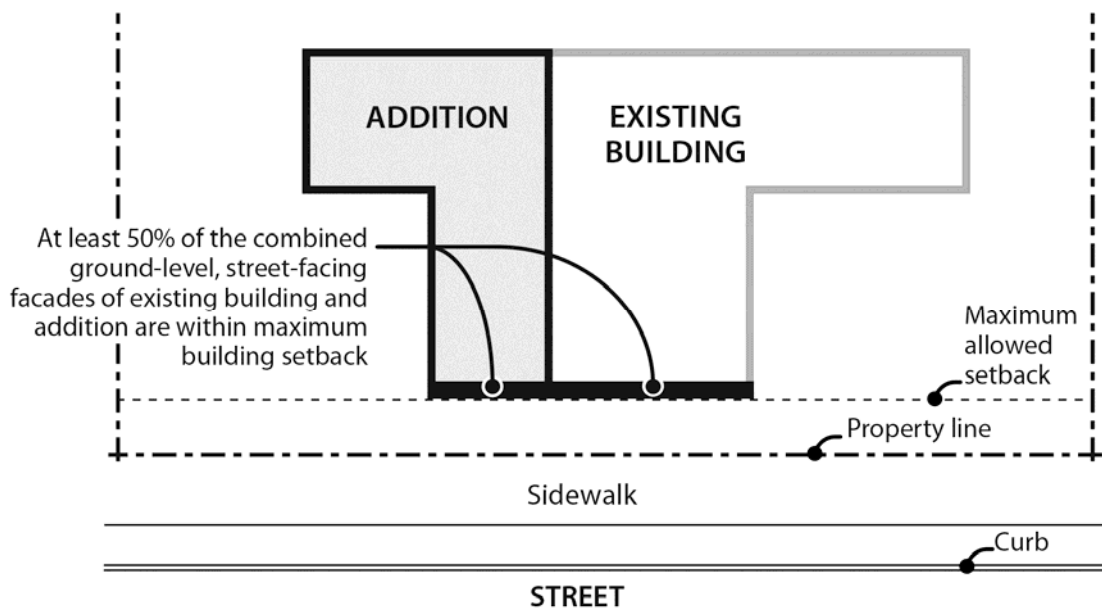 ADDITION
EXISTING
BUILDING
At least 50% of the combined
ground-level, street-facing
facades of existing building and
addition are within maximum
building setback
Maximum
allowed
setback
Property line
Sidewalk
Curb
STREET